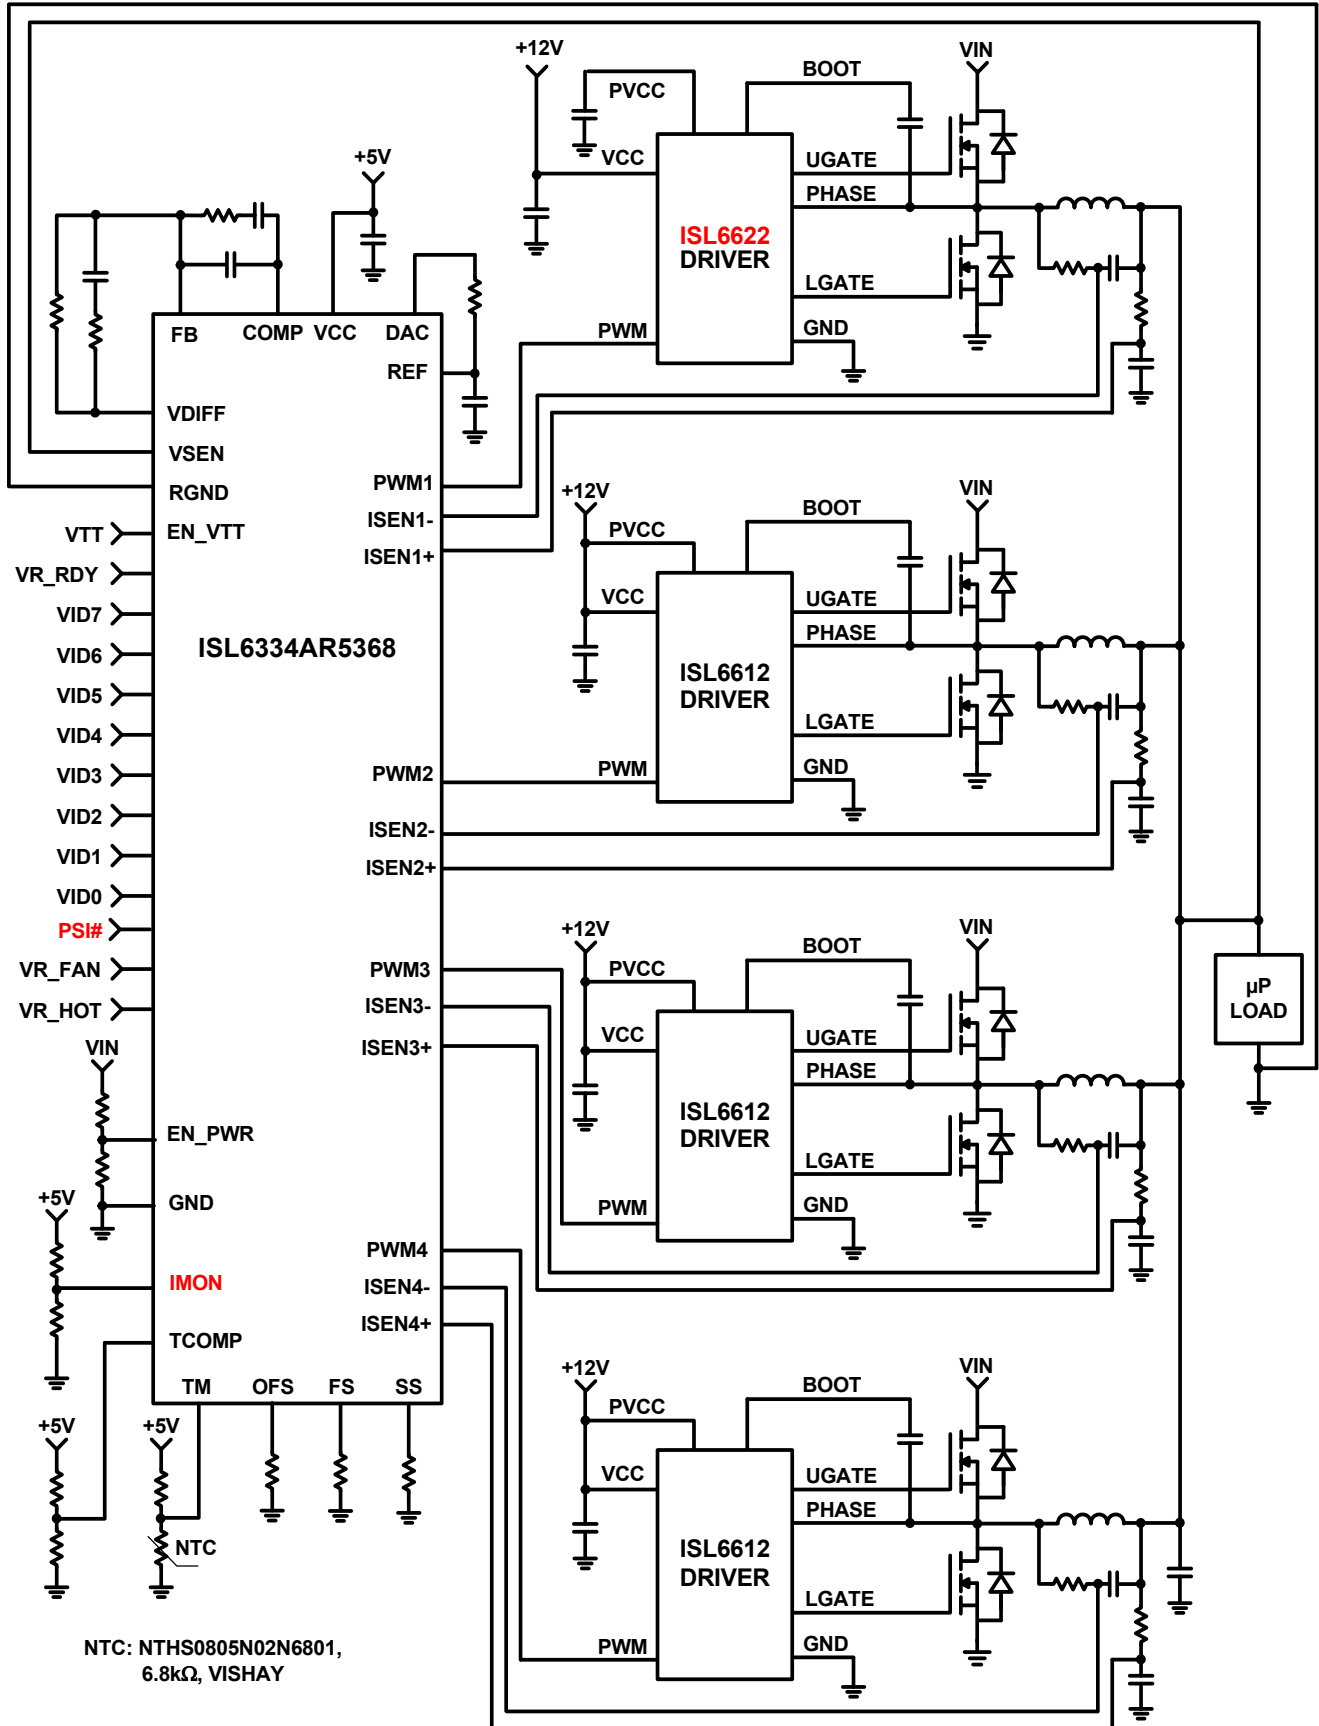 +12V
PVCC
BOOT
VIN
VCC
UGATE
PHASE
ISL6622
DRIVER
LGATE
GND
PWM
+5V
FB
COMP
VCC
DAC
REF
VDIFF
VSEN
RGND
EN_VTT
VTT
VR_RDY
VID7
VID6
VID5
VID4
VID3
VID2
VID1
VID0
PSI#
VR_FAN
VR_HOT
VIN
EN_PWR
GND
+5V
IMON
TCOMP
TM
OFS
FS
SS
+5V
+5V
NTC
ISL6334AR5368
PWM1
ISEN1-
ISEN1+
PWM2
ISEN2-
ISEN2+
PWM3
ISEN3-
ISEN3+
PWM4
ISEN4-
ISEN4+
+12V
PVCC
BOOT
VIN
VCC
UGATE
PHASE
ISL6612
DRIVER
LGATE
GND
PWM
+12V
PVCC
BOOT
VIN
VCC
UGATE
PHASE
ISL6612
DRIVER
LGATE
GND
PWM
µP
LOAD
+12V
PVCC
BOOT
VIN
VCC
UGATE
PHASE
ISL6612
DRIVER
LGATE
GND
PWM
NTC: NTHS0805N02N6801,
6.8kΩ, VISHAY